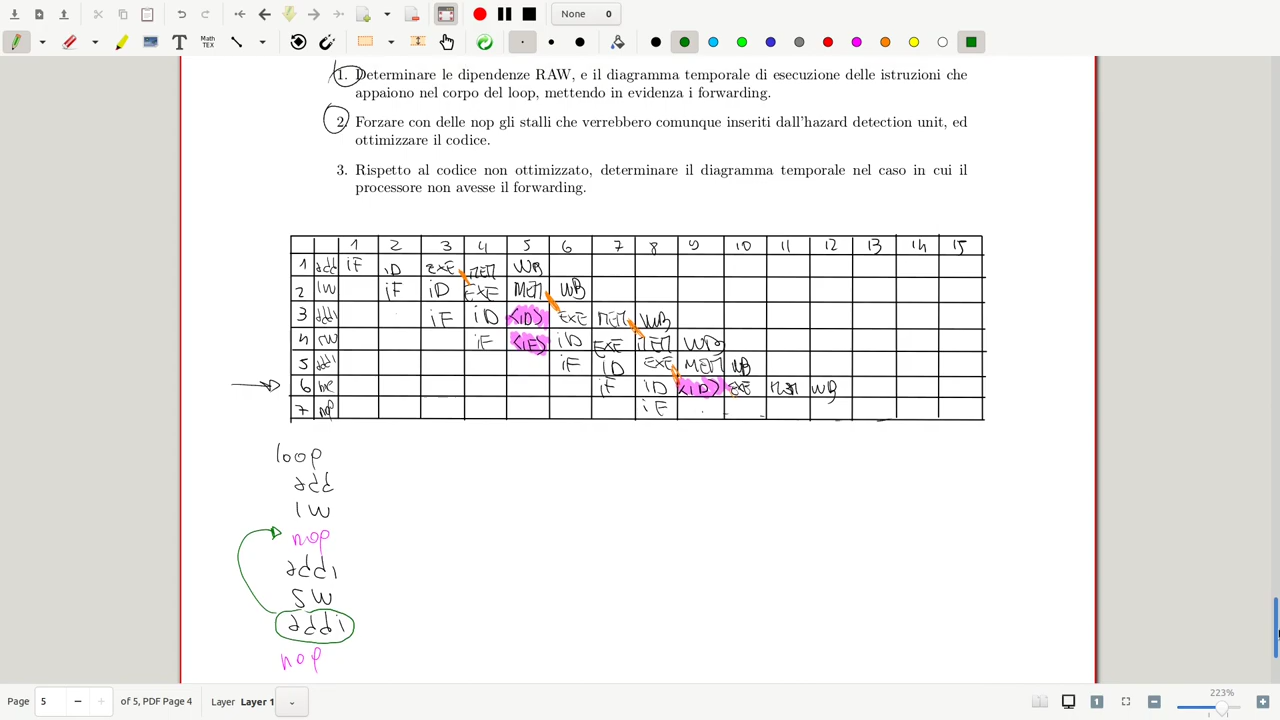 None 0
Math
TEX
1. Determinare le dipendenze RAW, e il diagramma temporale di esecuzione delle istruzioni che
appaiono nel corpo del loop, mettendo in evidenza i forwarding.
2. Forzare con delle nop gli stalli che verrebbero comunque inseriti dall'hazard detection unit, ed
ottimizzare il codice.
3. Rispetto al codice non ottimizzato, determinare il diagramma temporale nel caso in cui il
processore non avesse il forwarding.
1 2 3 4 5 6 7 8 9 10 11 12 13 14 15
1 add iF iD EXE MEM WB
2 lw iF iD EXE MEM WB
3 addi iF iD (iD) EXE MEM WB
4 sw iF (iF) iD EXE MEM WB
5 addi iF iD EXE MEM WB
6 bne iF iD (iD) EXE MEM WB
7 nop iF
loop
add
lw
nop
addi
sw
addi
nop
Page 5 of 5, PDF Page 4 Layer Layer 1
223%